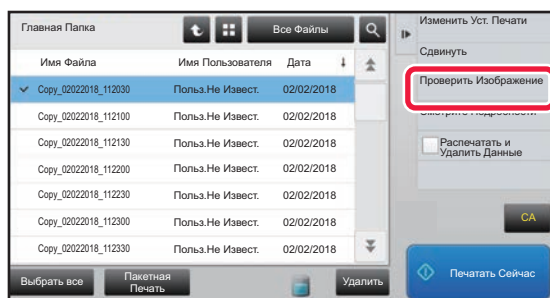 Главная Папка
Все Файлы
Имя Файла Имя Пользователя Дата
Copy_02022018_112030 Польз.Не Извест. 02/02/2018
Copy_02022018_112100 Польз.Не Извест. 02/02/2018
Copy_02022018_112130 Польз.Не Извест. 02/02/2018
Copy_02022018_112200 Польз.Не Извест. 02/02/2018
Copy_02022018_112230 Польз.Не Извест. 02/02/2018
Copy_02022018_112300 Польз.Не Извест. 02/02/2018
Copy_02022018_112330 Польз.Не Извест. 02/02/2018
Выбрать все
Пакетная
Печать
Удалить
Изменить Уст. Печати
Сдвинуть
Проверить Изображение
Смотрите Подробности
Распечатать и
Удалить Данные
CA
Печатать Сейчас